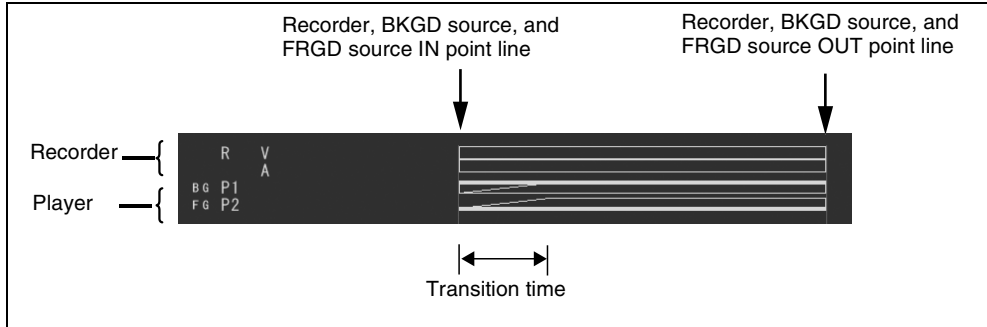 Recorder, BKGD source, and
FRGD source IN point line
Recorder, BKGD source, and
FRGD source OUT point line
Recorder
R V
A
Player
BG P1
FG P2
Transition time